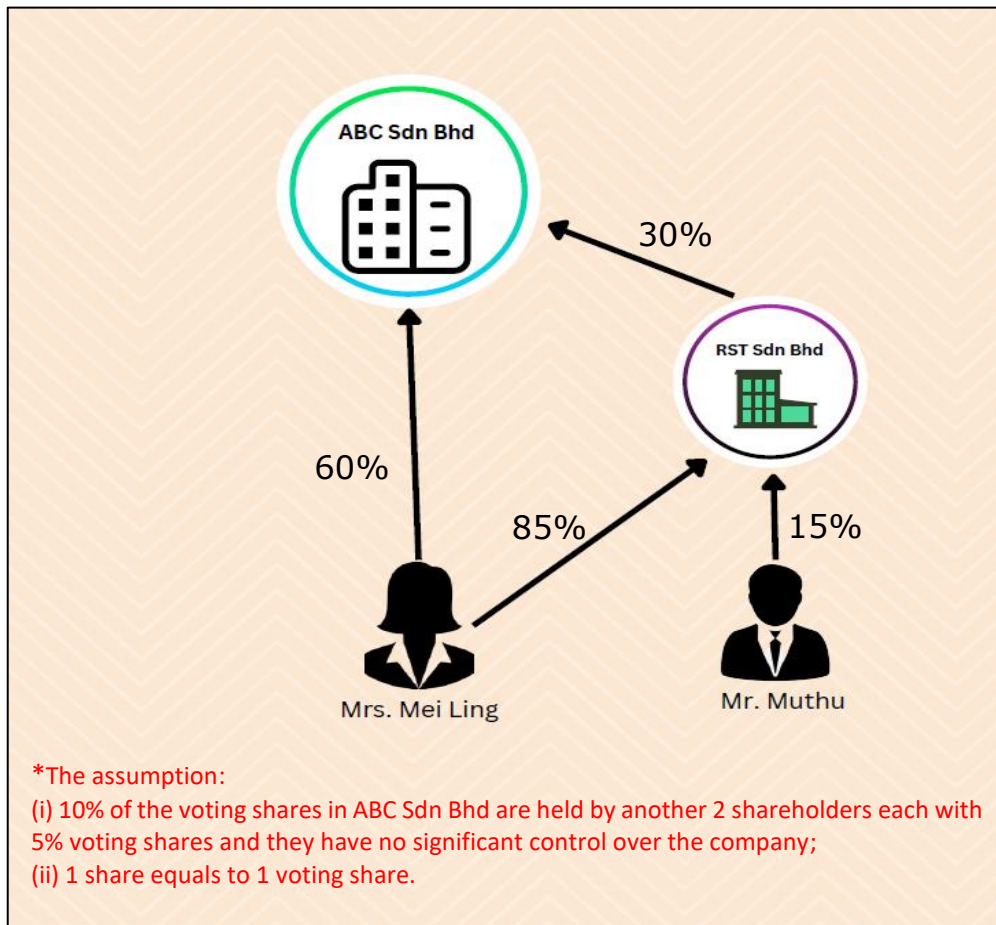 ABC Sdn Bhd
30%
RST Sdn Bhd
60%
85%
15%
Mrs. Mei Ling
Mr. Muthu
*The assumption:
(i) 10% of the voting shares in ABC Sdn Bhd are held by another 2 shareholders each with
5% voting shares and they have no significant control over the company;
(ii) 1 share equals to 1 voting share.